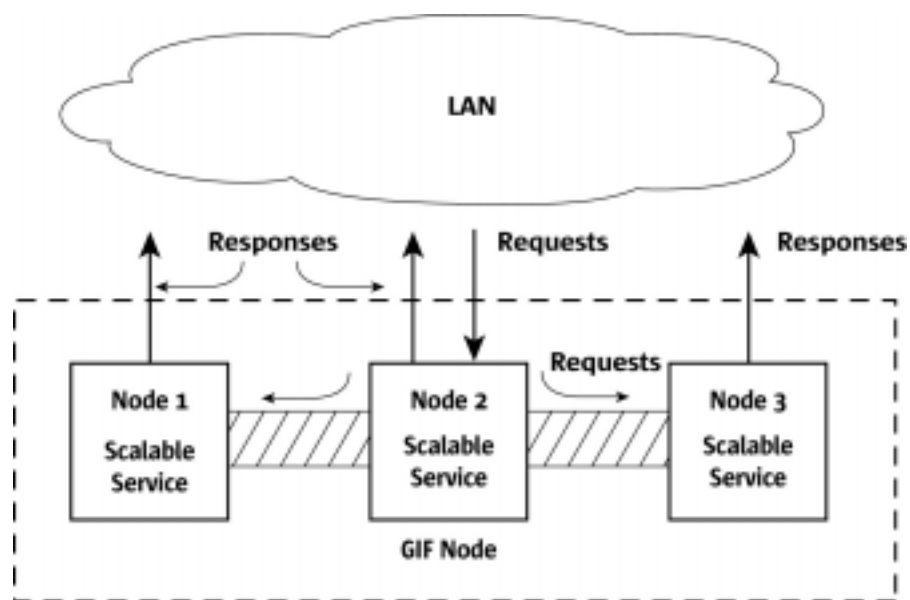 LAN
Responses
Requests
Responses
Requests
Node 1
Scalable
Service
Node 2
Scalable
Service
Node 3
Scalable
Service
GIF Node